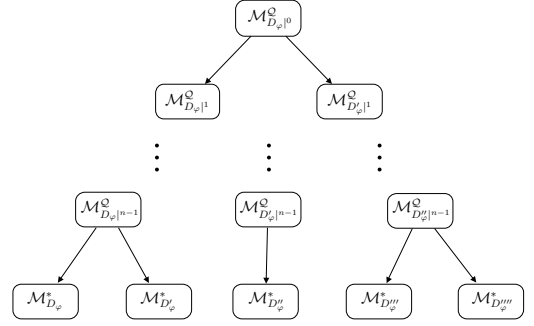 $\mathcal{M}^{\mathcal{Q}}_{D_{\varphi}|^{0}}$
$\mathcal{M}^{\mathcal{Q}}_{D_{\varphi}|^{1}}$ $\mathcal{M}^{\mathcal{Q}}_{D'_{\varphi}|^{1}}$
$\mathcal{M}^{\mathcal{Q}}_{D_{\varphi}|^{n-1}}$ $\mathcal{M}^{\mathcal{Q}}_{D'_{\varphi}|^{n-1}}$ $\mathcal{M}^{\mathcal{Q}}_{D''_{\varphi}|^{n-1}}$
$\mathcal{M}^{*}_{D_{\varphi}}$ $\mathcal{M}^{*}_{D'_{\varphi}}$ $\mathcal{M}^{*}_{D''_{\varphi}}$ $\mathcal{M}^{*}_{D'''_{\varphi}}$ $\mathcal{M}^{*}_{D''''_{\varphi}}$